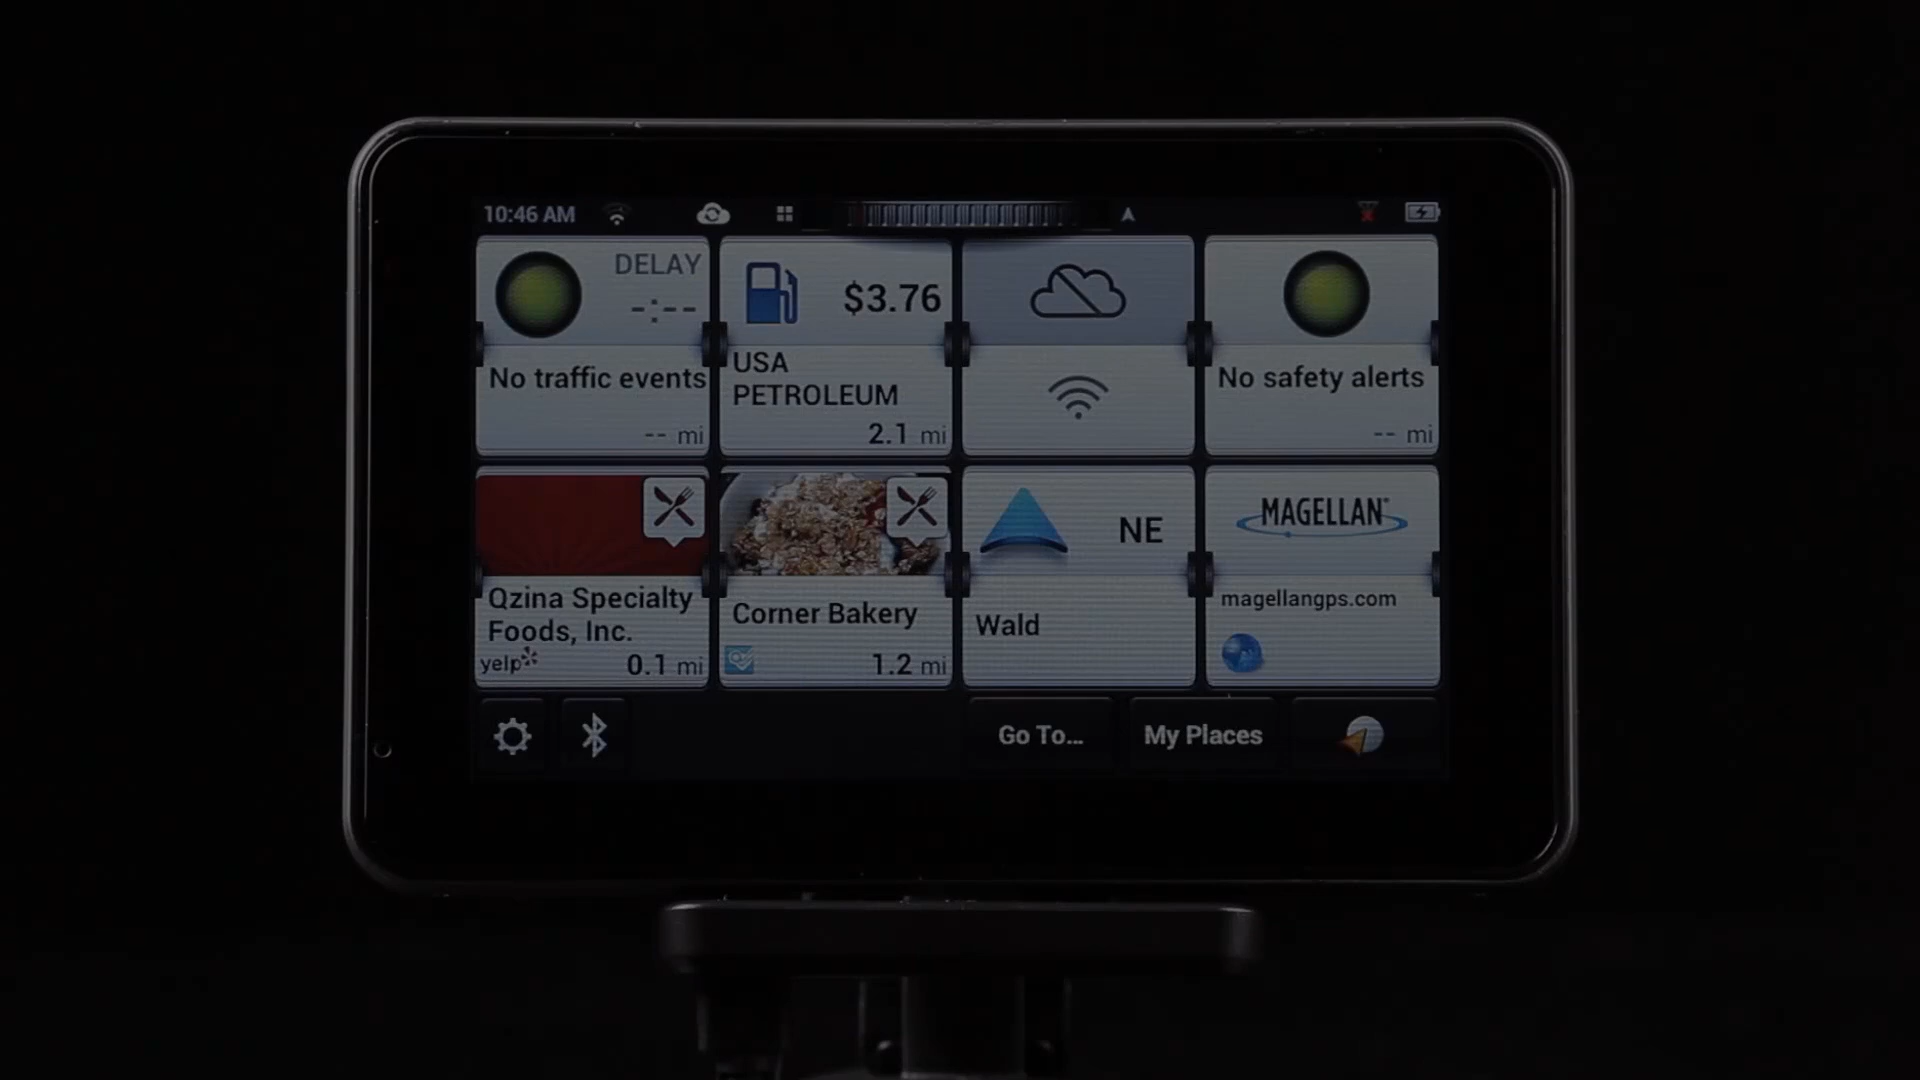 10:46 AM
DELAY
-:--
No traffic events
-- mi
$3.76
USA
PETROLEUM
2.1 mi
No safety alerts
-- mi
Qzina Specialty
Foods, Inc.
yelp
0.1 mi
Corner Bakery
1.2 mi
NE
Wald
MAGELLAN
magellangps.com
Go To...
My Places